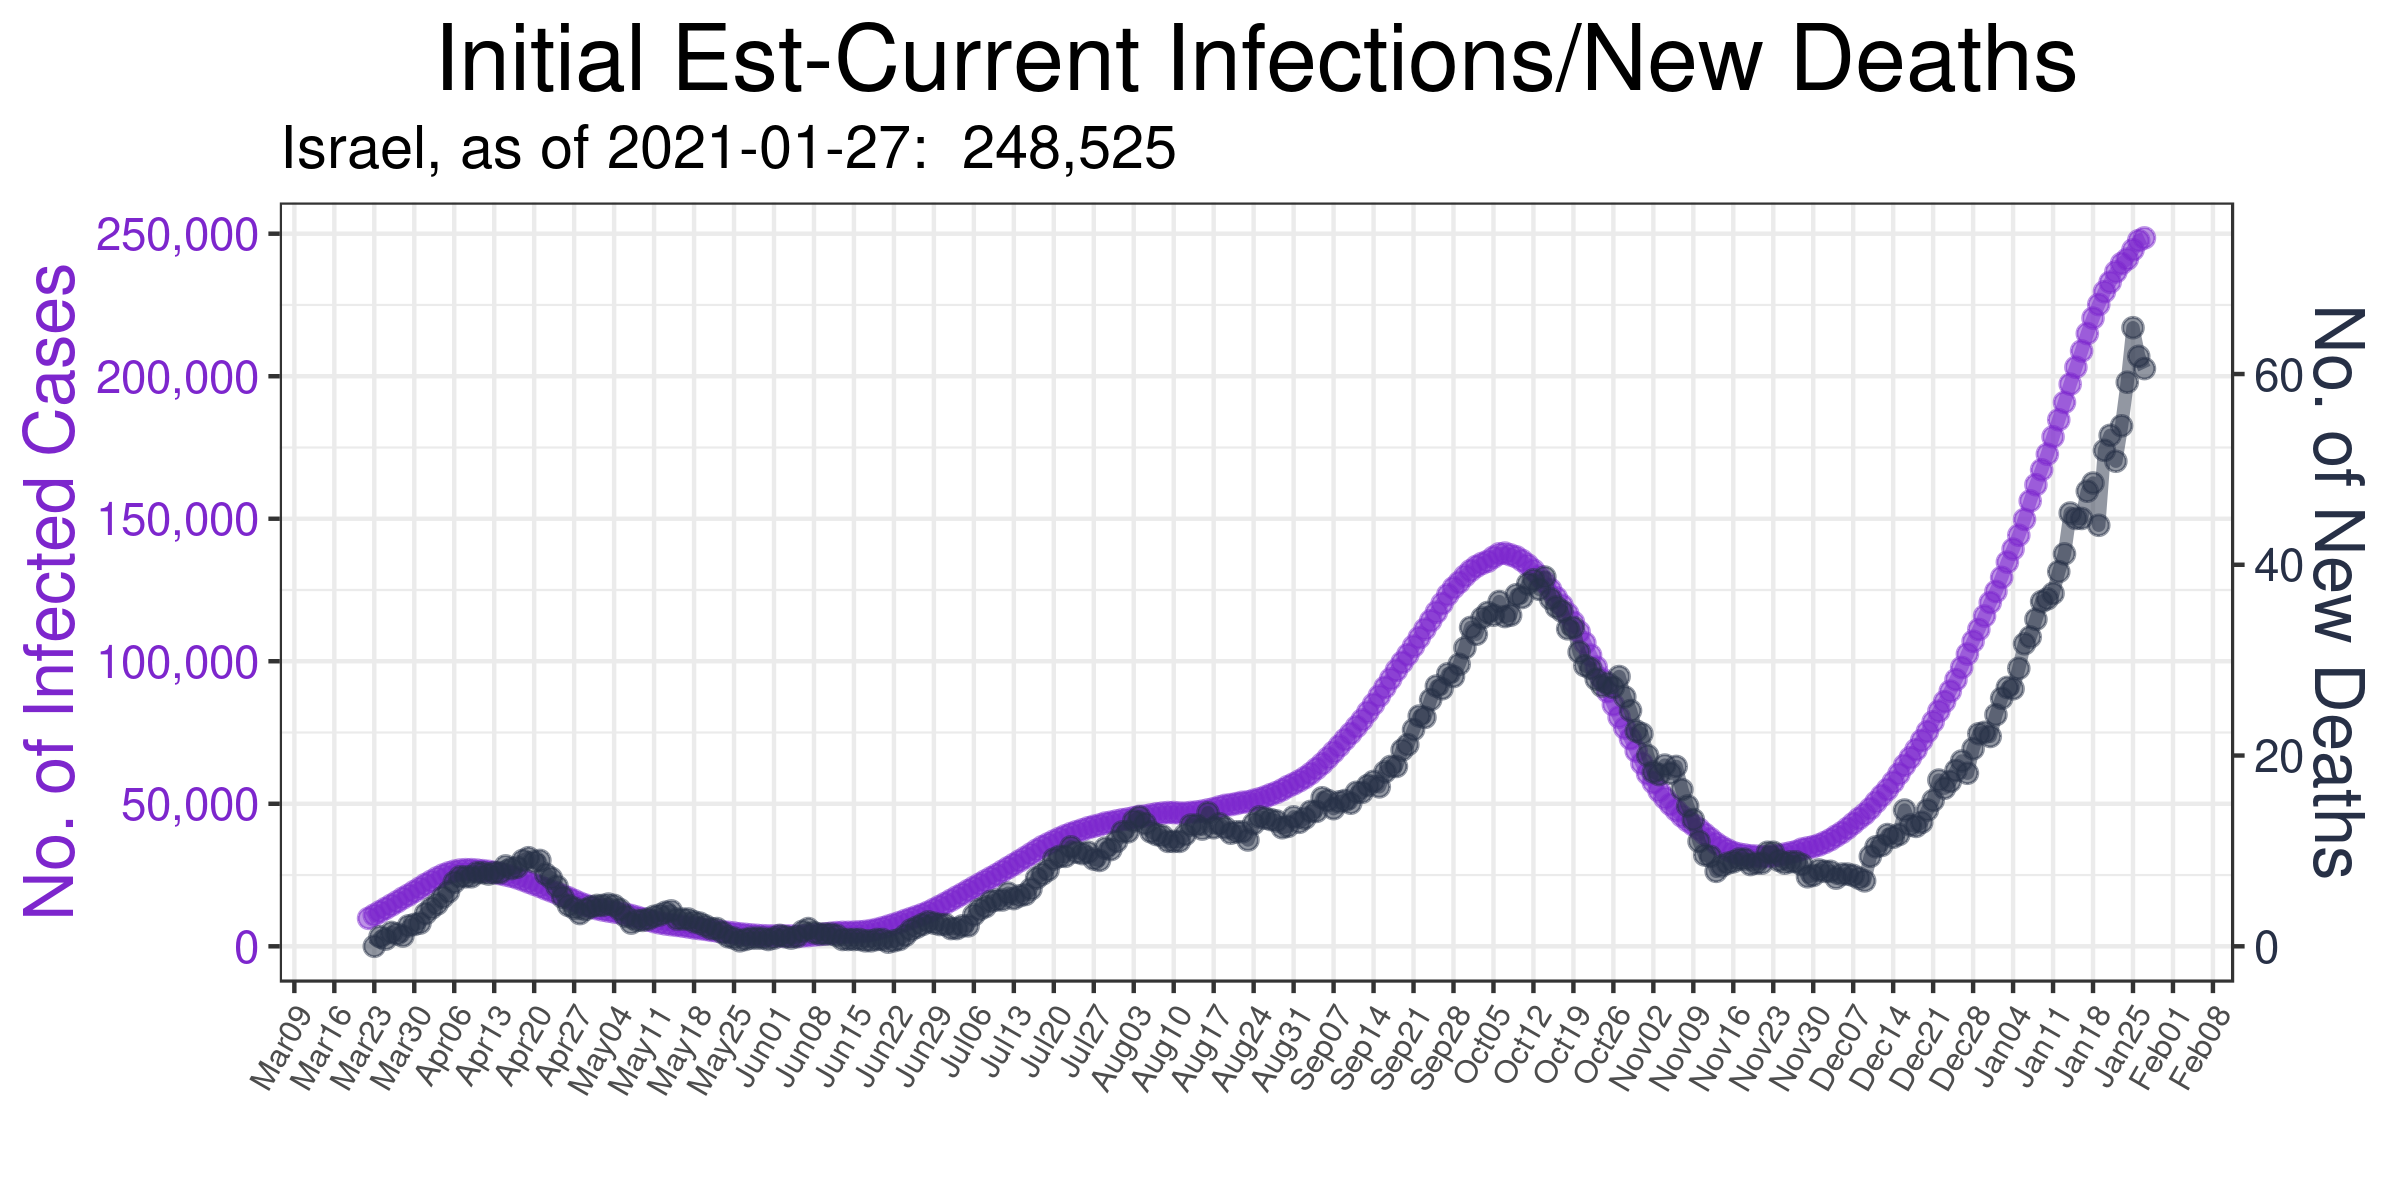 Initial Est-Current Infections/New Deaths
Israel, as of 2021-01-27:  248,525
No. of Infected Cases
250,000
200,000
150,000
100,000
50,000
0
60
40
20
0
No. of New Deaths
Mar09
Mar16
Mar23
Mar30
Apr06
Apr13
Apr20
Apr27
May04
May11
May18
May25
Jun01
Jun08
Jun15
Jun22
Jun29
Jul06
Jul13
Jul20
Jul27
Aug03
Aug10
Aug17
Aug24
Aug31
Sep07
Sep14
Sep21
Sep28
Oct05
Oct12
Oct19
Oct26
Nov02
Nov09
Nov16
Nov23
Nov30
Dec07
Dec14
Dec21
Dec28
Jan04
Jan11
Jan18
Jan25
Feb01
Feb08